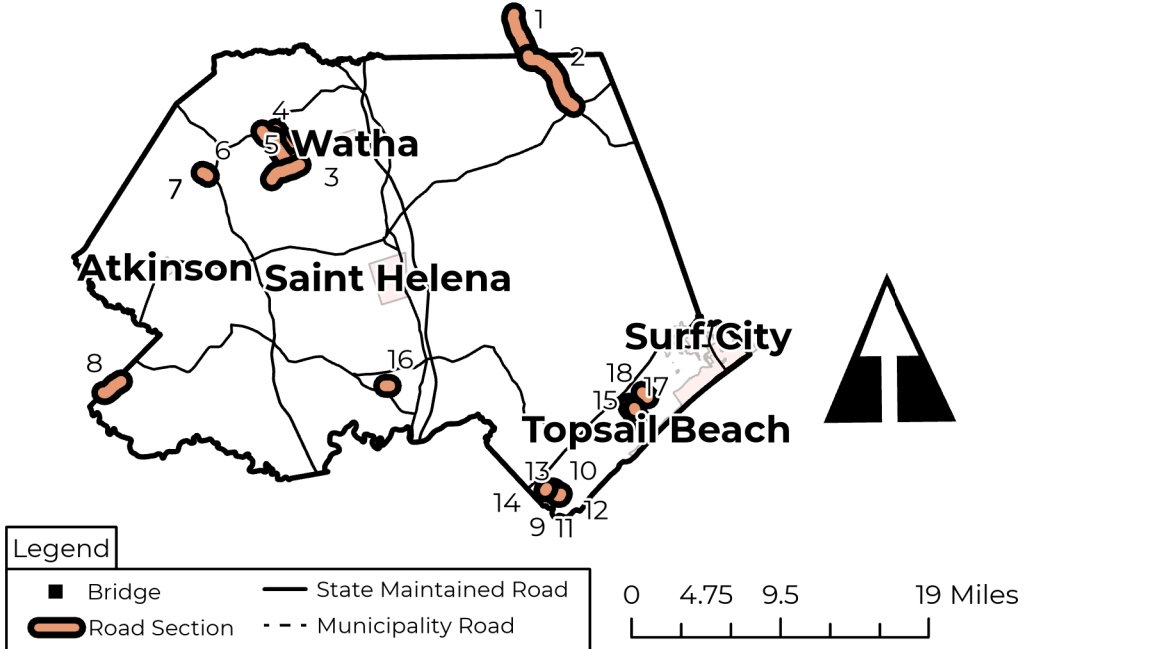 1
2
4
5
Watha
6
3
7
Atkinson
Saint Helena
Surf City
8
16
18
17
15
Topsail Beach
13
10
14
12
9
11
Legend
Bridge
State Maintained Road
Road Section
Municipality Road
0 4.75 9.5 19 Miles